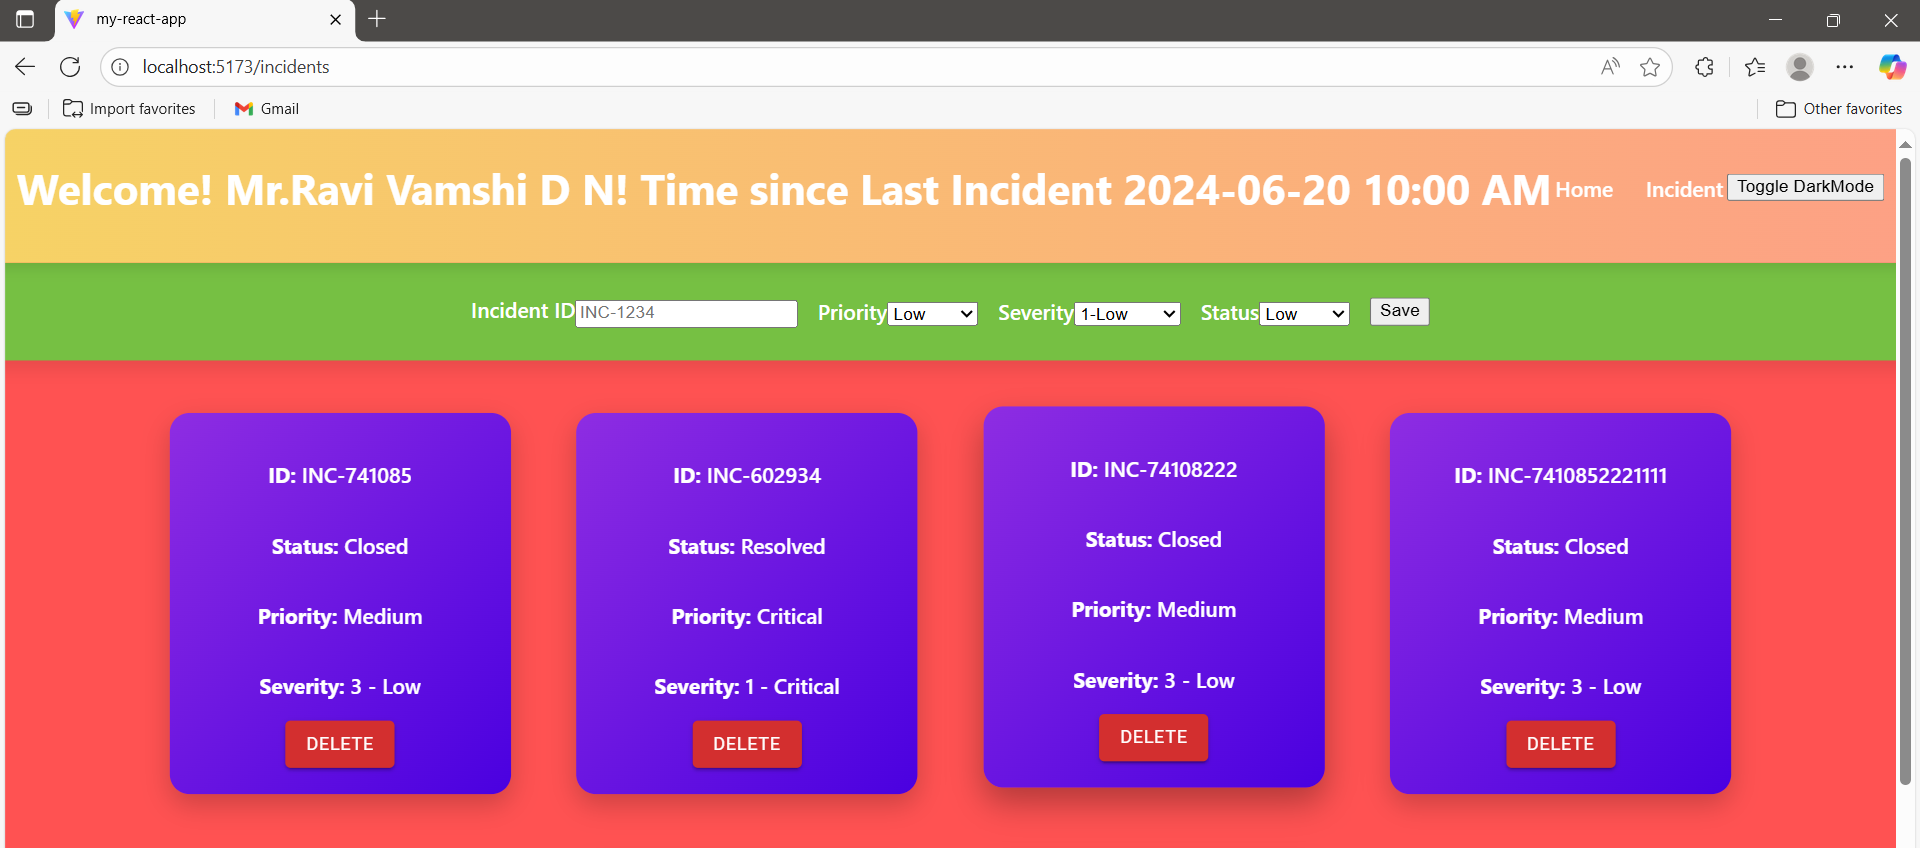 my-react-app
localhost:5173/incidents
Import favorites
Gmail
Other favorites
Welcome! Mr.Ravi Vamshi D N! Time since Last Incident 2024-06-20 10:00 AM Home Incident Toggle DarkMode
Incident ID INC-1234 Priority Low Severity 1-Low Status Low Save
ID: INC-741085
Status: Closed
Priority: Medium
Severity: 3 - Low
DELETE
ID: INC-602934
Status: Resolved
Priority: Critical
Severity: 1 - Critical
DELETE
ID: INC-74108222
Status: Closed
Priority: Medium
Severity: 3 - Low
DELETE
ID: INC-7410852221111
Status: Closed
Priority: Medium
Severity: 3 - Low
DELETE